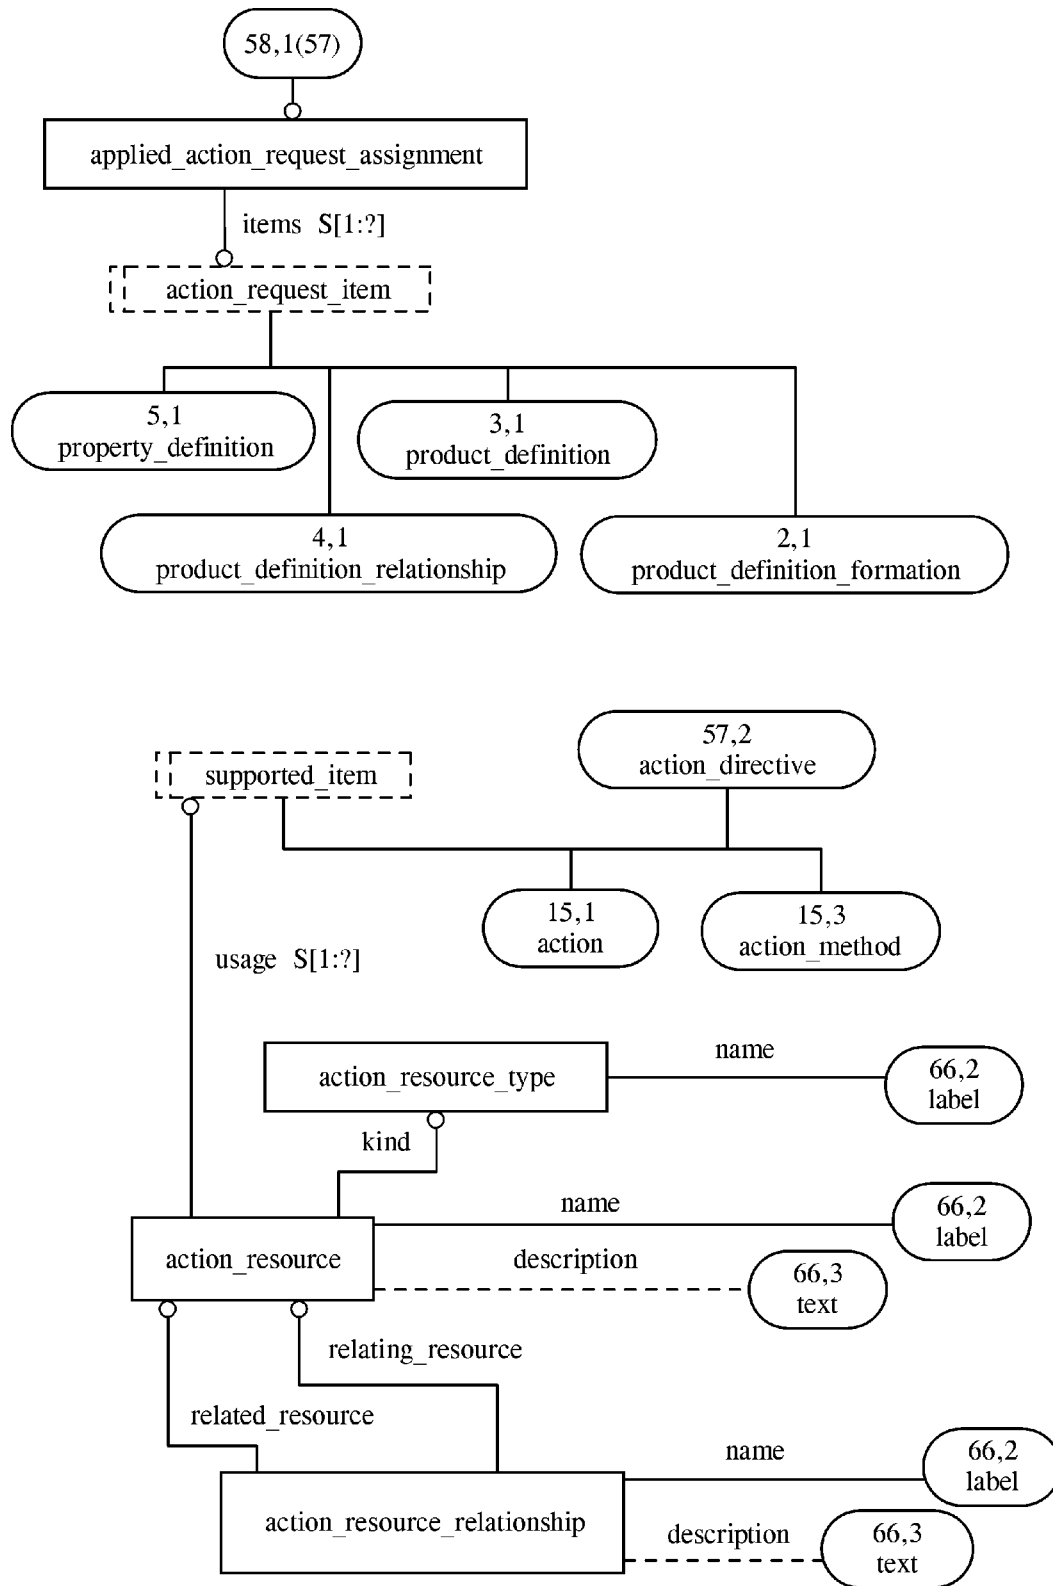 58,1(57)
applied_action_request_assignment
items S[1:?]
action_request_item
5,1
property_definition
3,1
product_definition
4,1
product_definition_relationship
2,1
product_definition_formation
57,2
action_directive
supported_item
15,1
action
15,3
action_method
usage S[1:?]
action_resource_type
name
66,2
label
kind
action_resource
name
66,2
label
description
66,3
text
relating_resource
related_resource
action_resource_relationship
name
66,2
label
description
66,3
text